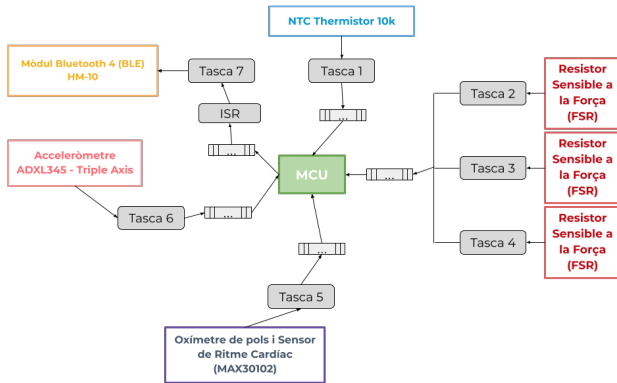 NTC Thermistor 10k
Mòdul Bluetooth 4 (BLE)
HM-10
Tasca 7
Tasca 1
Resistor
Sensible a
la Força
(FSR)
Tasca 2
ISR
...
...
Acceleròmetre
ADXL345 - Triple Axis
MCU
...
Tasca 3
Resistor
Sensible a
la Força
(FSR)
Tasca 6
...
Tasca 4
Resistor
Sensible a
la Força
(FSR)
...
Tasca 5
Oxímetre de pols i Sensor
de Ritme Cardíac
(MAX30102)